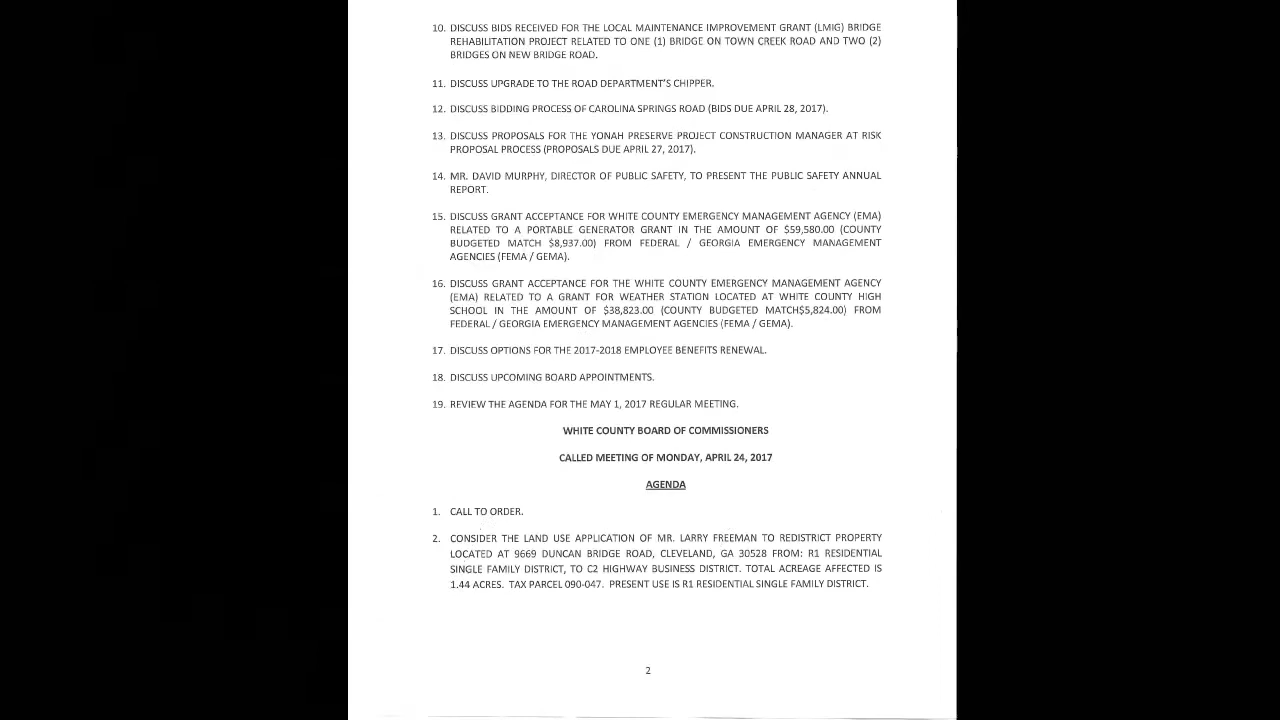 10. DISCUSS BIDS RECEIVED FOR THE LOCAL MAINTENANCE IMPROVEMENT GRANT (LMIG) BRIDGE
REHABILITATION PROJECT RELATED TO ONE (1) BRIDGE ON TOWN CREEK ROAD AND TWO (2)
BRIDGES ON NEW BRIDGE ROAD.
11. DISCUSS UPGRADE TO THE ROAD DEPARTMENT'S CHIPPER.
12. DISCUSS BIDDING PROCESS OF CAROLINA SPRINGS ROAD (BIDS DUE APRIL 28, 2017).
13. DISCUSS PROPOSALS FOR THE YONAH PRESERVE PROJECT CONSTRUCTION MANAGER AT RISK
PROPOSAL PROCESS (PROPOSALS DUE APRIL 27, 2017).
14. MR. DAVID MURPHY, DIRECTOR OF PUBLIC SAFETY, TO PRESENT THE PUBLIC SAFETY ANNUAL
REPORT.
15. DISCUSS GRANT ACCEPTANCE FOR WHITE COUNTY EMERGENCY MANAGEMENT AGENCY (EMA)
RELATED TO A PORTABLE GENERATOR GRANT IN THE AMOUNT OF $59,580.00 (COUNTY
BUDGETED MATCH $8,937.00) FROM FEDERAL / GEORGIA EMERGENCY MANAGEMENT
AGENCIES (FEMA / GEMA).
16. DISCUSS GRANT ACCEPTANCE FOR THE WHITE COUNTY EMERGENCY MANAGEMENT AGENCY
(EMA) RELATED TO A GRANT FOR WEATHER STATION LOCATED AT WHITE COUNTY HIGH
SCHOOL IN THE AMOUNT OF $38,823.00 (COUNTY BUDGETED MATCH$5,824.00) FROM
FEDERAL / GEORGIA EMERGENCY MANAGEMENT AGENCIES (FEMA / GEMA).
17. DISCUSS OPTIONS FOR THE 2017-2018 EMPLOYEE BENEFITS RENEWAL.
18. DISCUSS UPCOMING BOARD APPOINTMENTS.
19. REVIEW THE AGENDA FOR THE MAY 1, 2017 REGULAR MEETING.
WHITE COUNTY BOARD OF COMMISSIONERS
CALLED MEETING OF MONDAY, APRIL 24, 2017
AGENDA
1. CALL TO ORDER.
2. CONSIDER THE LAND USE APPLICATION OF MR. LARRY FREEMAN TO REDISTRICT PROPERTY
LOCATED AT 9669 DUNCAN BRIDGE ROAD, CLEVELAND, GA 30528 FROM: R1 RESIDENTIAL
SINGLE FAMILY DISTRICT, TO C2 HIGHWAY BUSINESS DISTRICT. TOTAL ACREAGE AFFECTED IS
1.44 ACRES. TAX PARCEL 090-047. PRESENT USE IS R1 RESIDENTIAL SINGLE FAMILY DISTRICT.
2